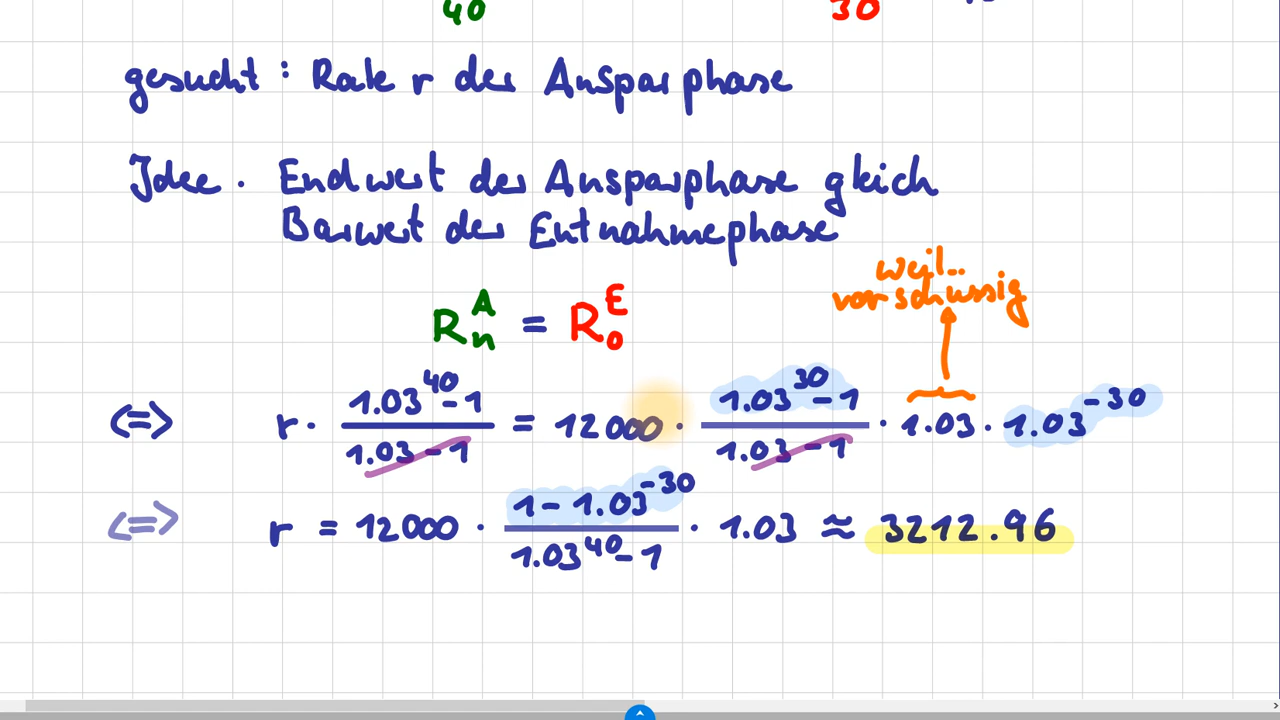 40 30
gesucht : Rate r der Ansparphase
Idee. Endwert der Ansparphase gleich
Barwert der Entnahmephase
weil..
vorschüssig
R_n^A = R_0^E
<=> r · (1.03^40 - 1)/(1.03 - 1) = 12000 · (1.03^30 - 1)/(1.03 - 1) · 1.03 · 1.03^-30
<=> r = 12000 · (1 - 1.03^-30)/(1.03^40 - 1) · 1.03 ≈ 3212.96